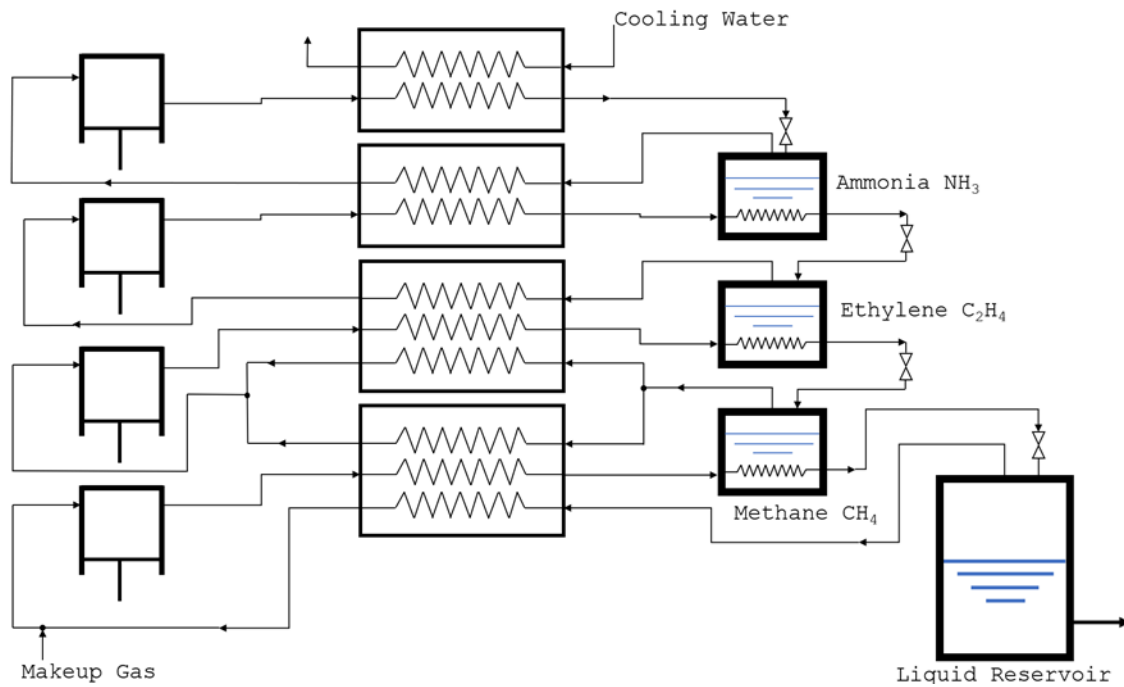 Cooling Water
Ammonia NH₃
Ethylene C₂H₄
Methane CH₄
Makeup Gas
Liquid Reservoir